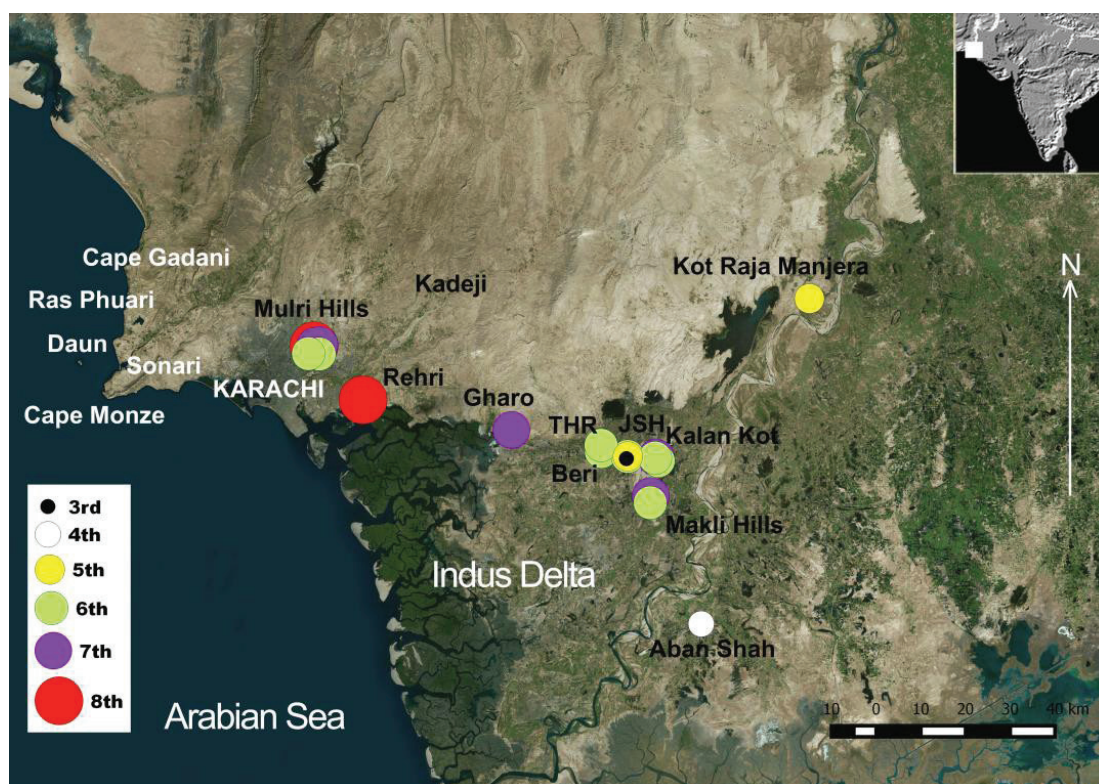 Cape Gadani
Kadeji
Kot Raja Manjera
N
Ras Phuari
Mulri Hills
Daun
Sonari
KARACHI
Rehri
Cape Monze
Gharo
THR
JSH
Kalan Kot
Beri
Makli Hills
3rd
4th
5th
6th
7th
8th
Indus Delta
Aban Shah
Arabian Sea
10 0 10 20 30 40 km